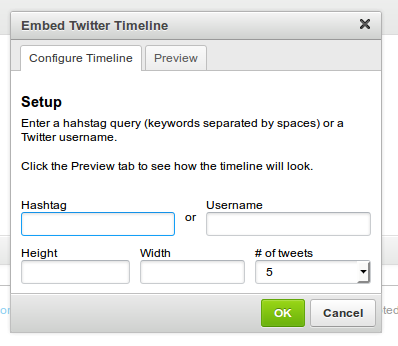 Embed Twitter Timeline
Configure Timeline Preview
Setup
Enter a hahstag query (keywords separated by spaces) or a
Twitter username.
Click the Preview tab to see how the timeline will look.
Hashtag or Username
Height Width # of tweets
5
OK Cancel